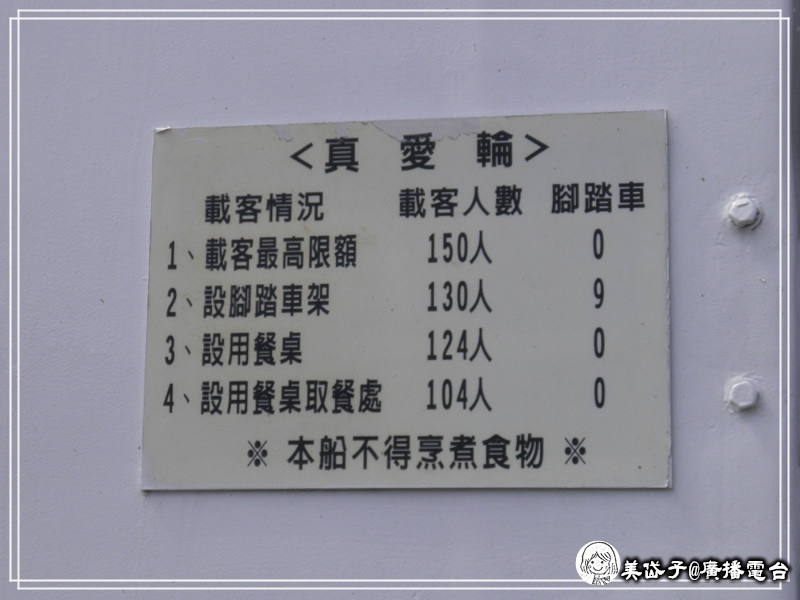 <真愛輪>
載客情況 載客人數 腳踏車
1、載客最高限額 150人 0
2、設腳踏車架 130人 9
3、設用餐桌 124人 0
4、設用餐桌取餐處 104人 0
※ 本船不得烹煮食物 ※
美岱子@廣播電台